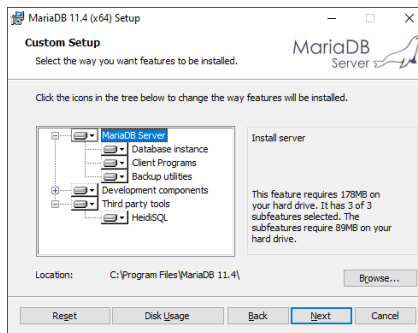 MariaDB 11.4 (x64) Setup
Custom Setup
Select the way you want features to be installed.
MariaDB
Server
Click the icons in the tree below to change the way features will be installed.
MariaDB Server
Database instance
Client Programs
Backup utilities
Development components
Third party tools
HeidiSQL
Install server
This feature requires 178MB on
your hard drive. It has 3 of 3
subfeatures selected. The
subfeatures require 89MB on your
hard drive.
Location: C:\Program Files\MariaDB 11.4\
Browse...
Reset Disk Usage Back Next Cancel